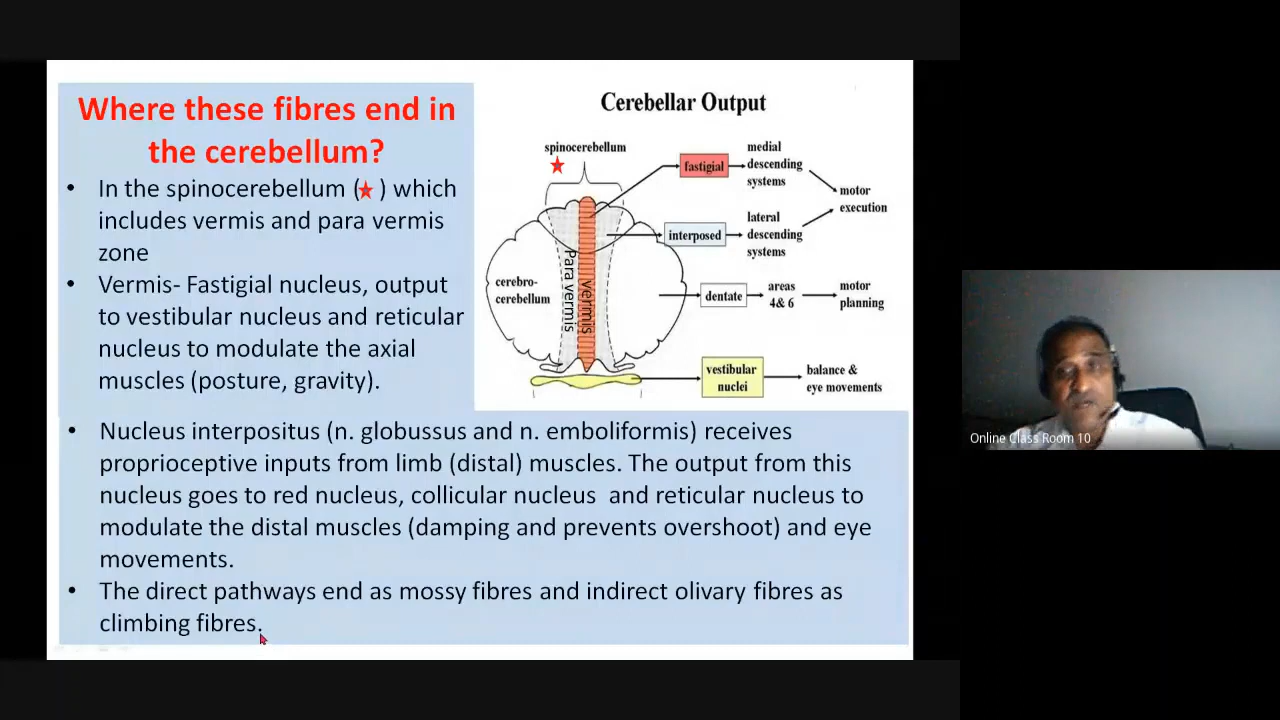 Where these fibres end in
the cerebellum?
• In the spinocerebellum ( ) which
includes vermis and para vermis
zone
• Vermis- Fastigial nucleus, output
to vestibular nucleus and reticular
nucleus to modulate the axial
muscles (posture, gravity).
• Nucleus interpositus (n. globussus and n. emboliformis) receives
proprioceptive inputs from limb (distal) muscles. The output from this
nucleus goes to red nucleus, collicular nucleus and reticular nucleus to
modulate the distal muscles (damping and prevents overshoot) and eye
movements.
• The direct pathways end as mossy fibres and indirect olivary fibres as
climbing fibres.
Cerebellar Output
spinocerebellum
fastigial
medial
descending
systems
motor
execution
interposed
lateral
descending
systems
cerebro-
cerebellum
Para vermis
vermis
dentate
areas
4& 6
motor
planning
vestibular
nuclei
balance &
eye movements
Online Class Room 10